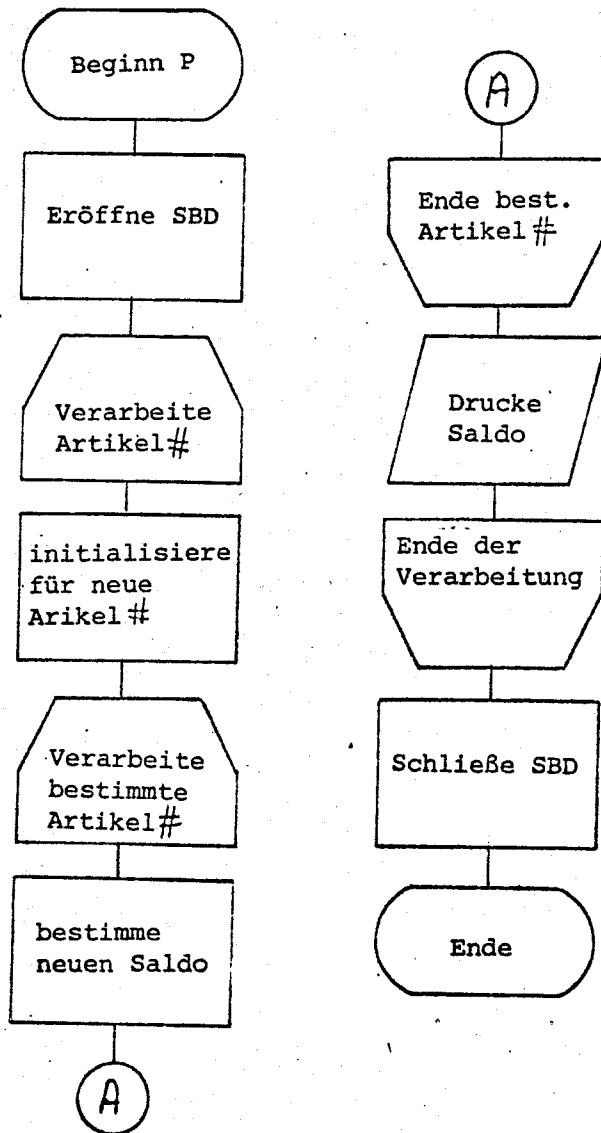 Beginn P
Eröffne SBD
Verarbeite
Artikel#
initialisiere
für neue
Arikel#
Verarbeite
bestimmte
Artikel#
bestimme
neuen Saldo
A
A
Ende best.
Artikel#
Drucke
Saldo
Ende der
Verarbeitung
Schließe SBD
Ende